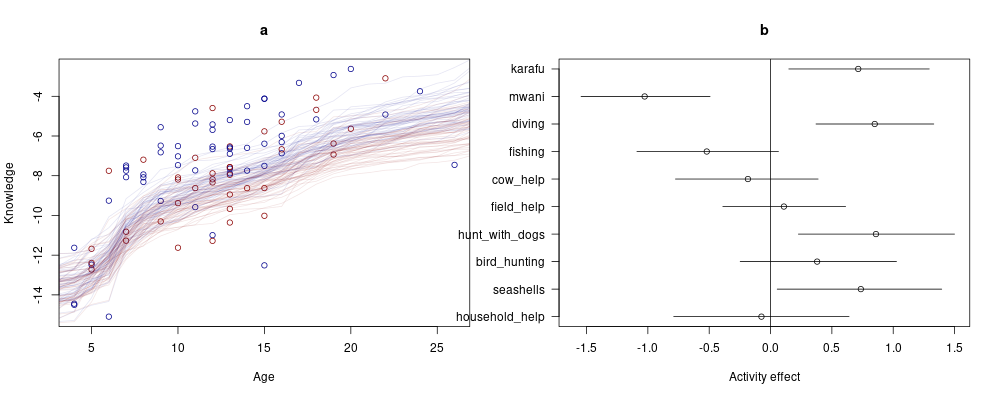 a
Knowledge
-4
-6
-8
-10
-12
-14
5 10 15 20 25
Age
b
karafu
mwani
diving
fishing
cow_help
field_help
hunt_with_dogs
bird_hunting
seashells
household_help
-1.5 -1.0 -0.5 0.0 0.5 1.0 1.5
Activity effect